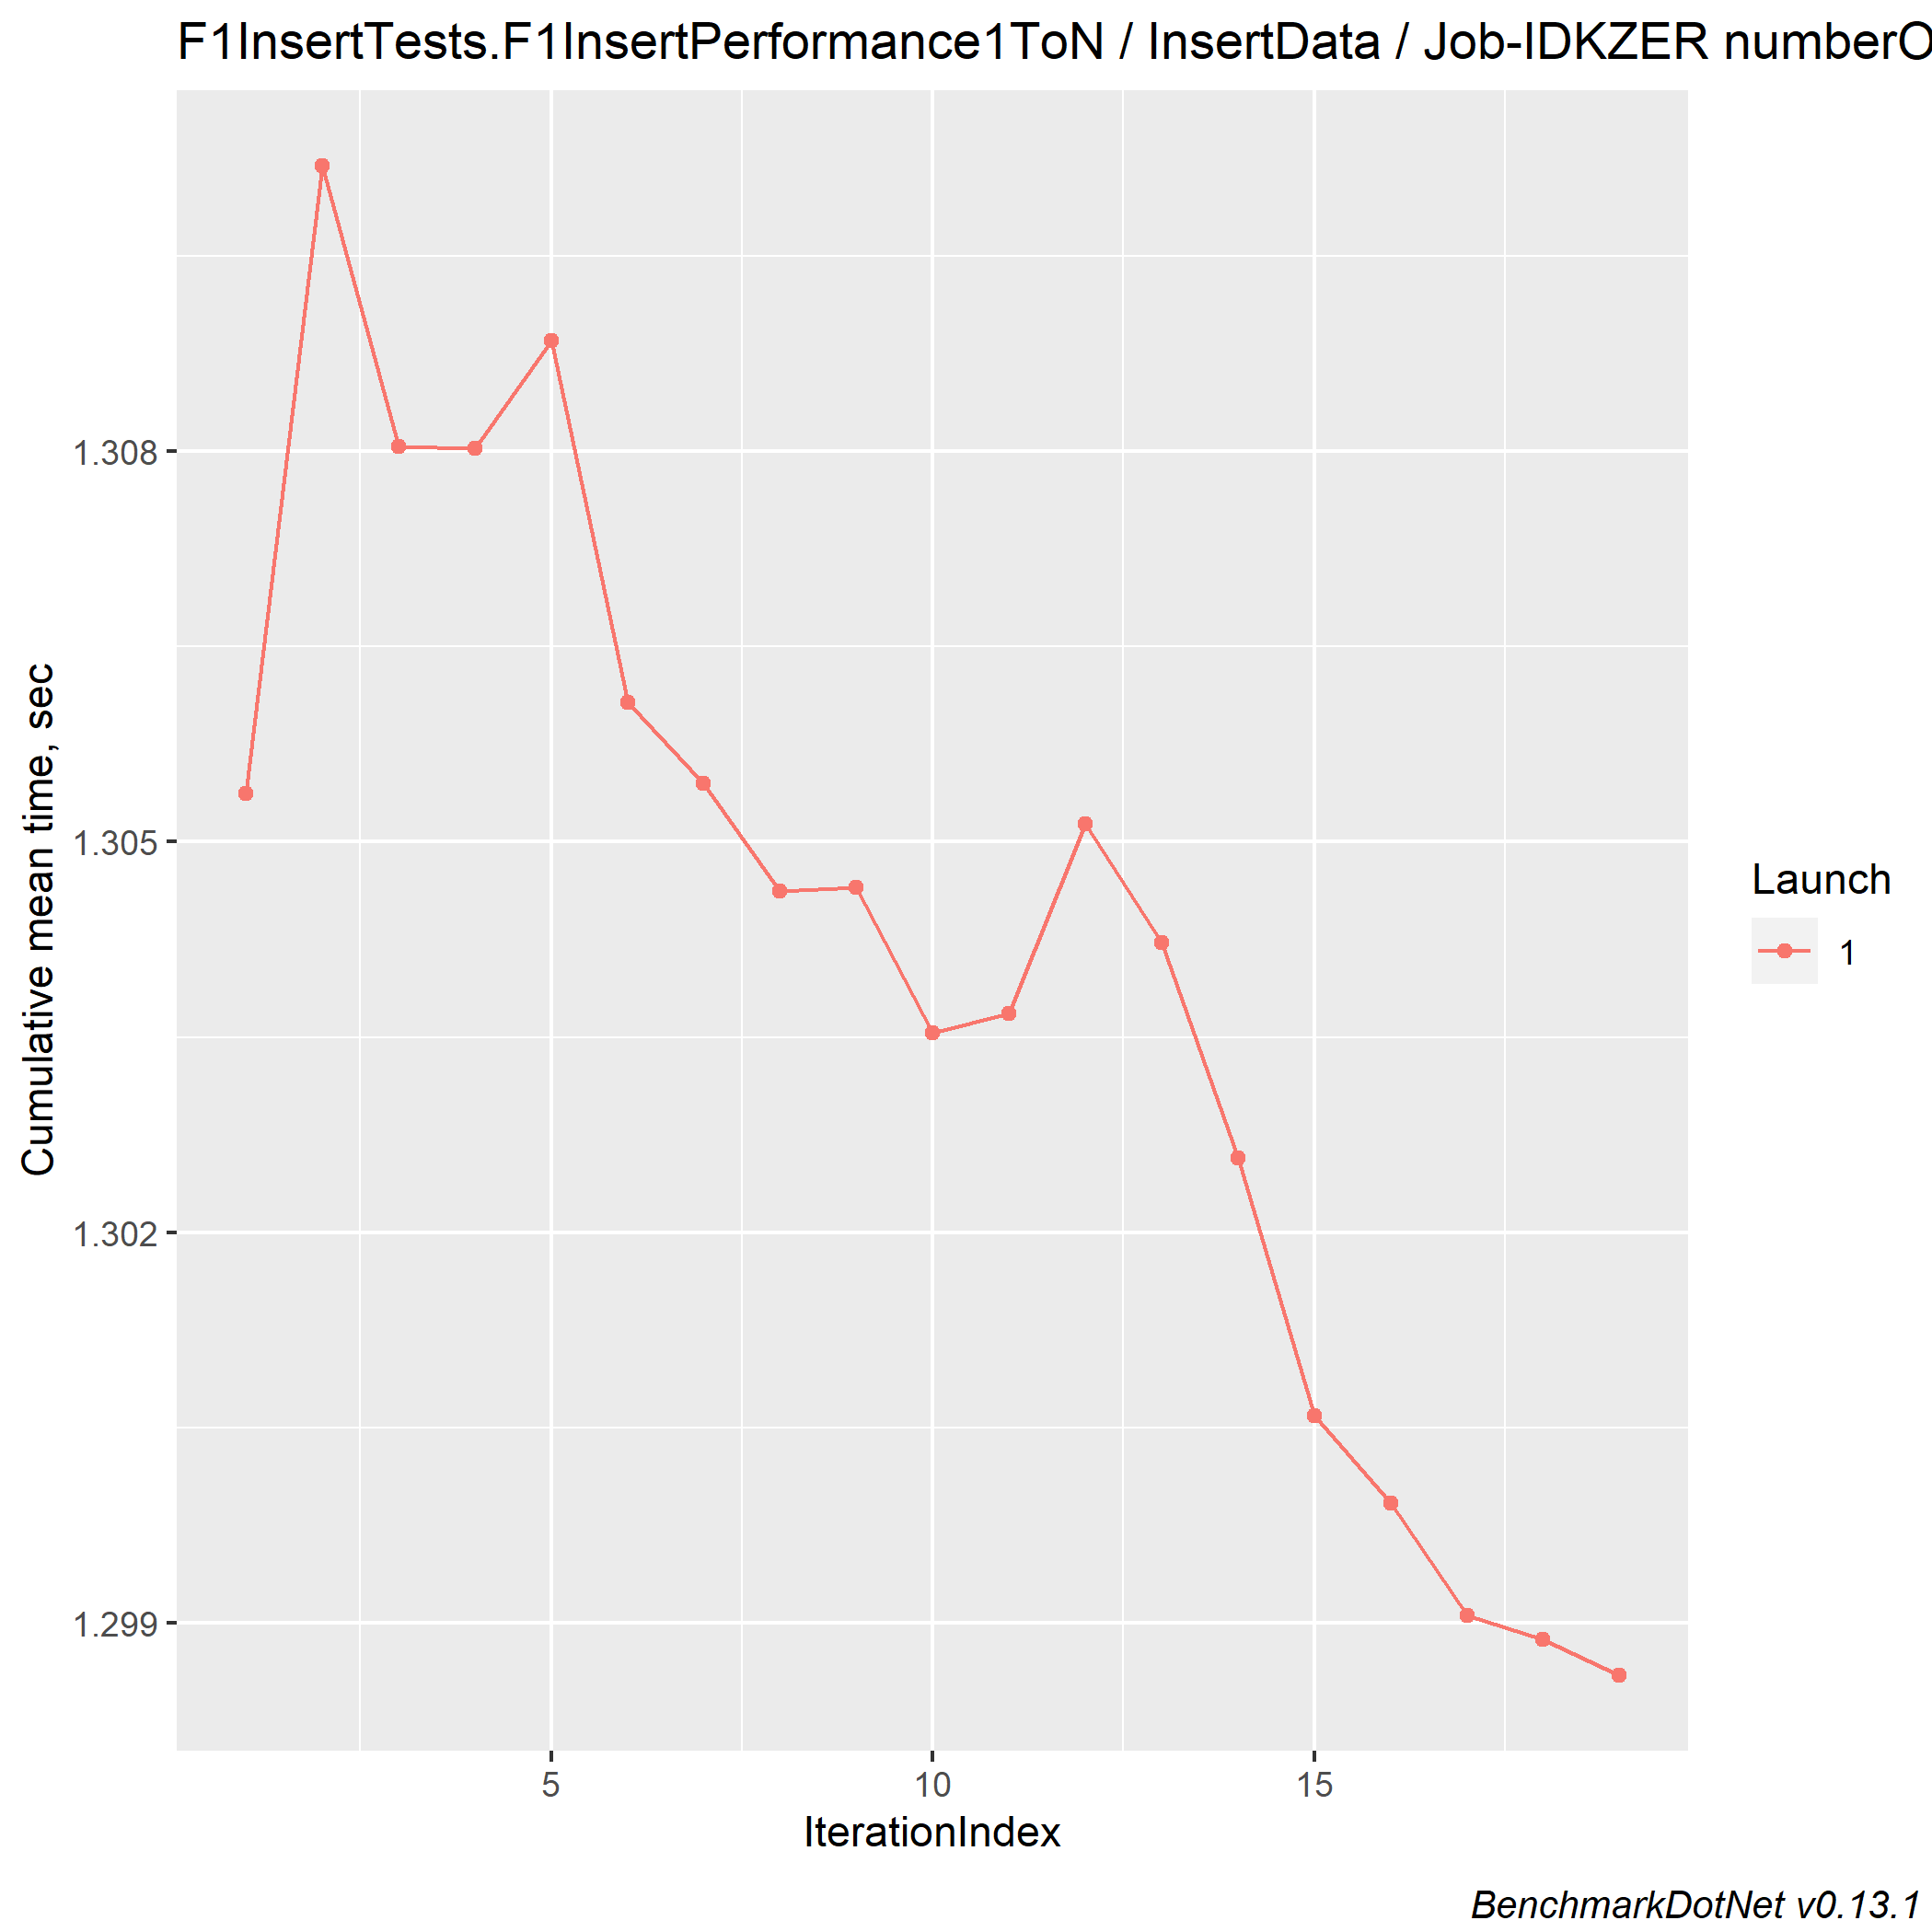 F1InsertTests.F1InsertPerformance1ToN / InsertData / Job-IDKZER numberO
Cumulative mean time, sec
1.308
1.305
1.302
1.299
5
10
15
IterationIndex
Launch
1
BenchmarkDotNet v0.13.1